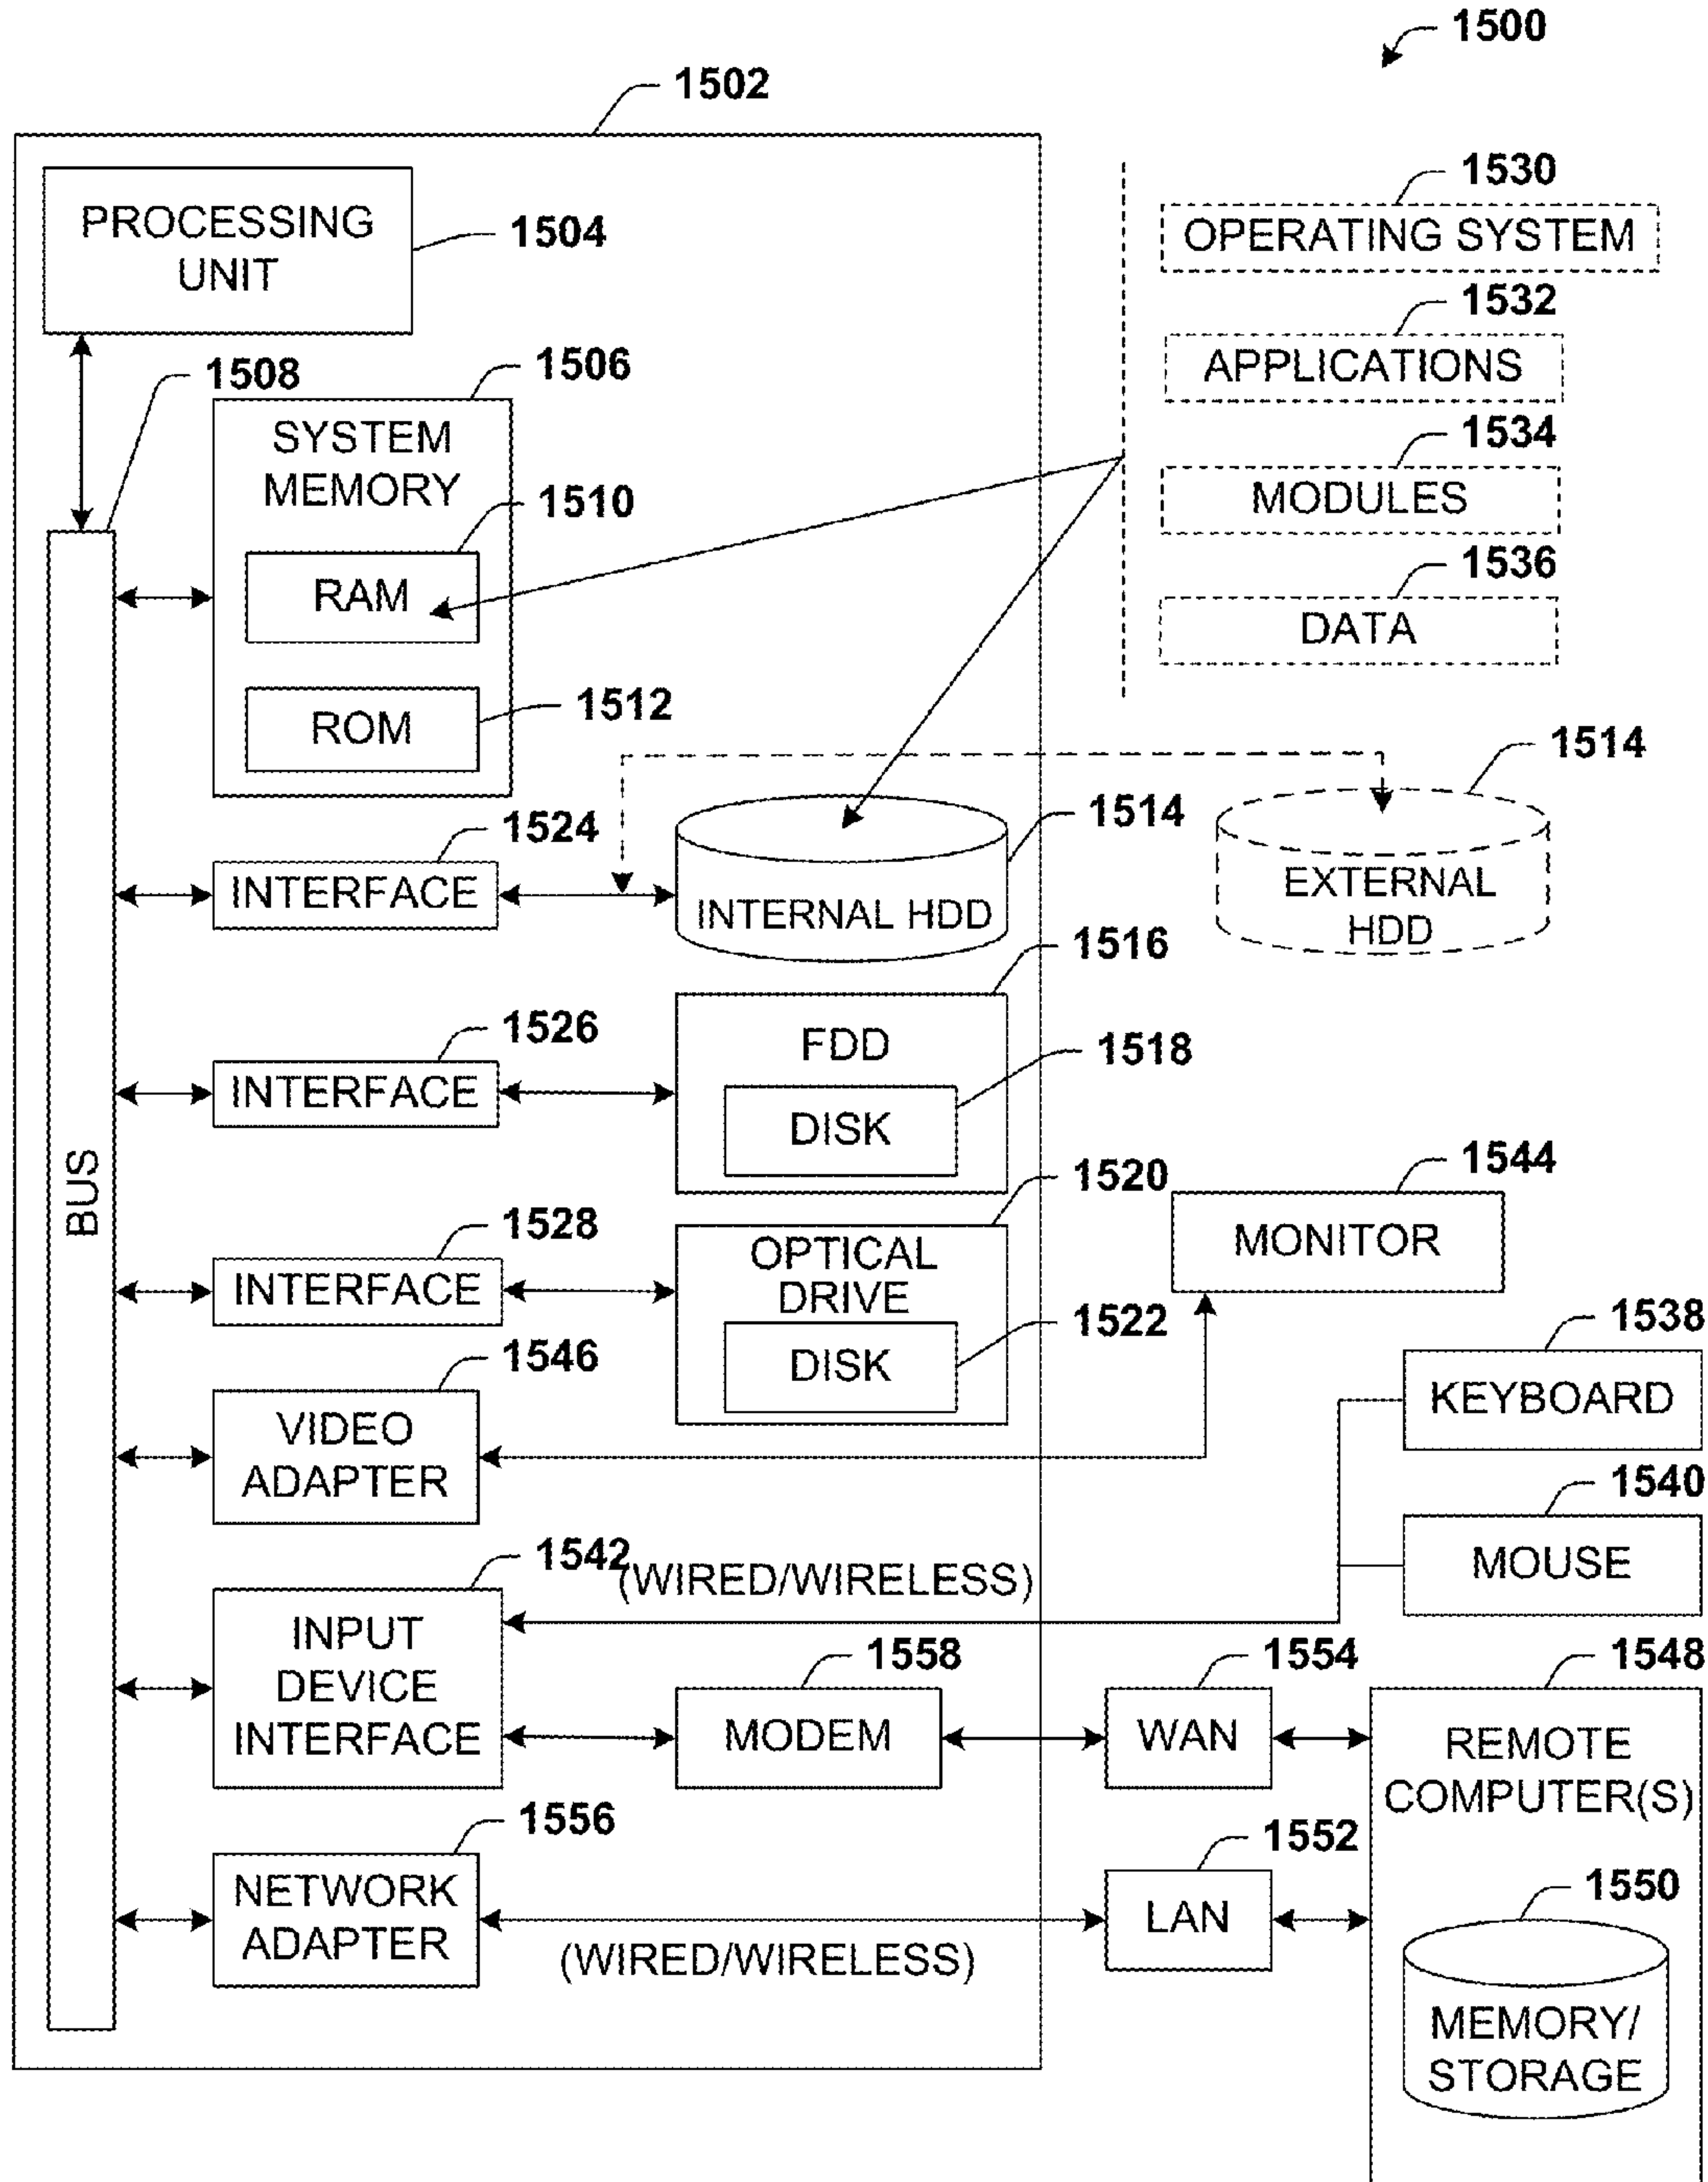 1500
1502
PROCESSING
UNIT
1504
1530
OPERATING SYSTEM
1532
APPLICATIONS
1534
MODULES
1536
DATA
1508
1506
SYSTEM
MEMORY
1510
RAM
1512
ROM
1514
INTERNAL HDD
1514
EXTERNAL
HDD
1524
INTERFACE
1516
FDD
1518
DISK
1526
INTERFACE
BUS
1520
OPTICAL
DRIVE
1522
DISK
1528
INTERFACE
1544
MONITOR
1546
VIDEO
ADAPTER
1538
KEYBOARD
1540
MOUSE
1542
(WIRED/WIRELESS)
INPUT
DEVICE
INTERFACE
1558
MODEM
1554
WAN
1548
REMOTE
COMPUTER(S)
1556
NETWORK
ADAPTER
(WIRED/WIRELESS)
1552
LAN
1550
MEMORY/
STORAGE